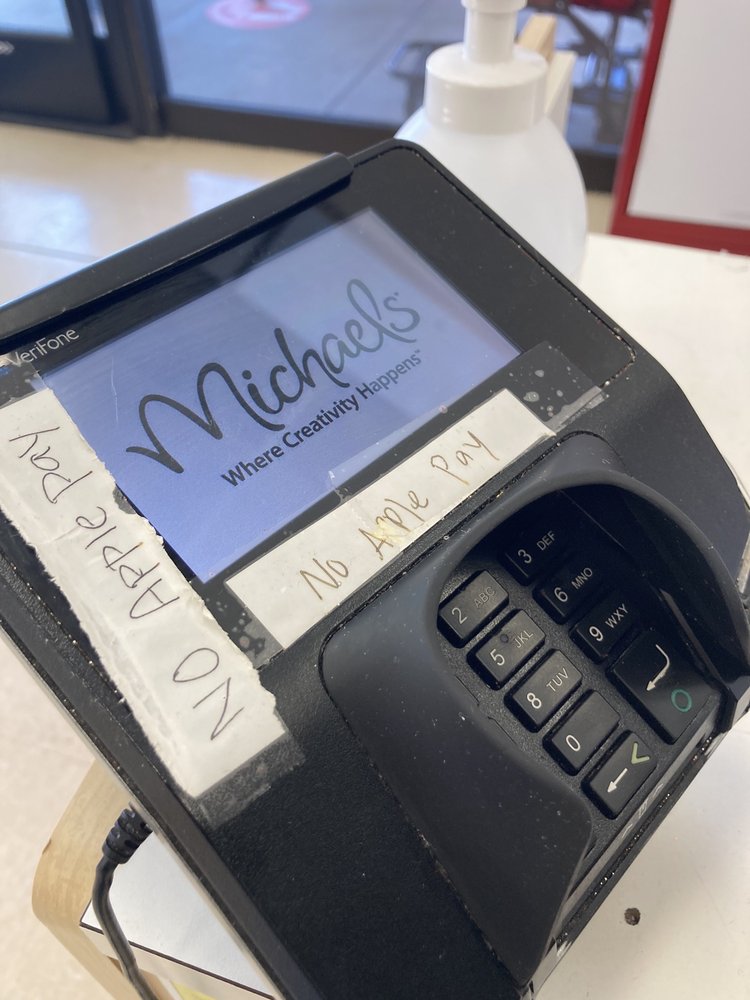 VeriFone
Michaels
Where Creativity Happens™
No Apple Pay
NO APPle Pay
2 ABC
3 DEF
5 JKL
6 MNO
8 TUV
9 WXY
0